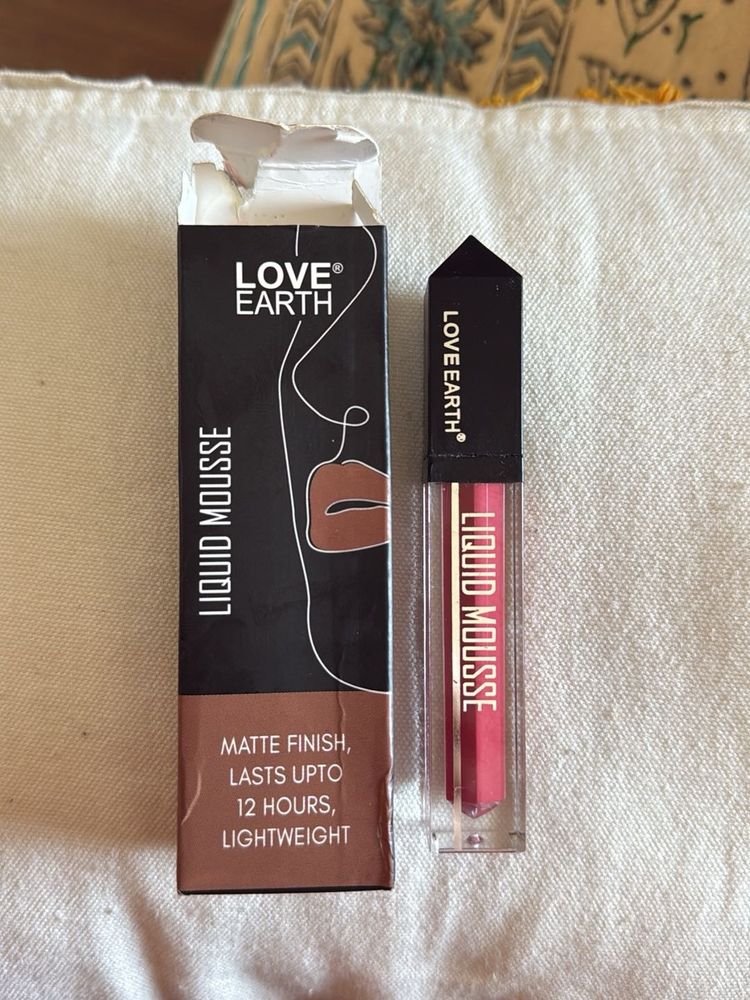 LOVE®
EARTH
LIQUID MOUSSE
MATTE FINISH,
LASTS UPTO
12 HOURS,
LIGHTWEIGHT
LOVE EARTH®
LIQUID MOUSSE